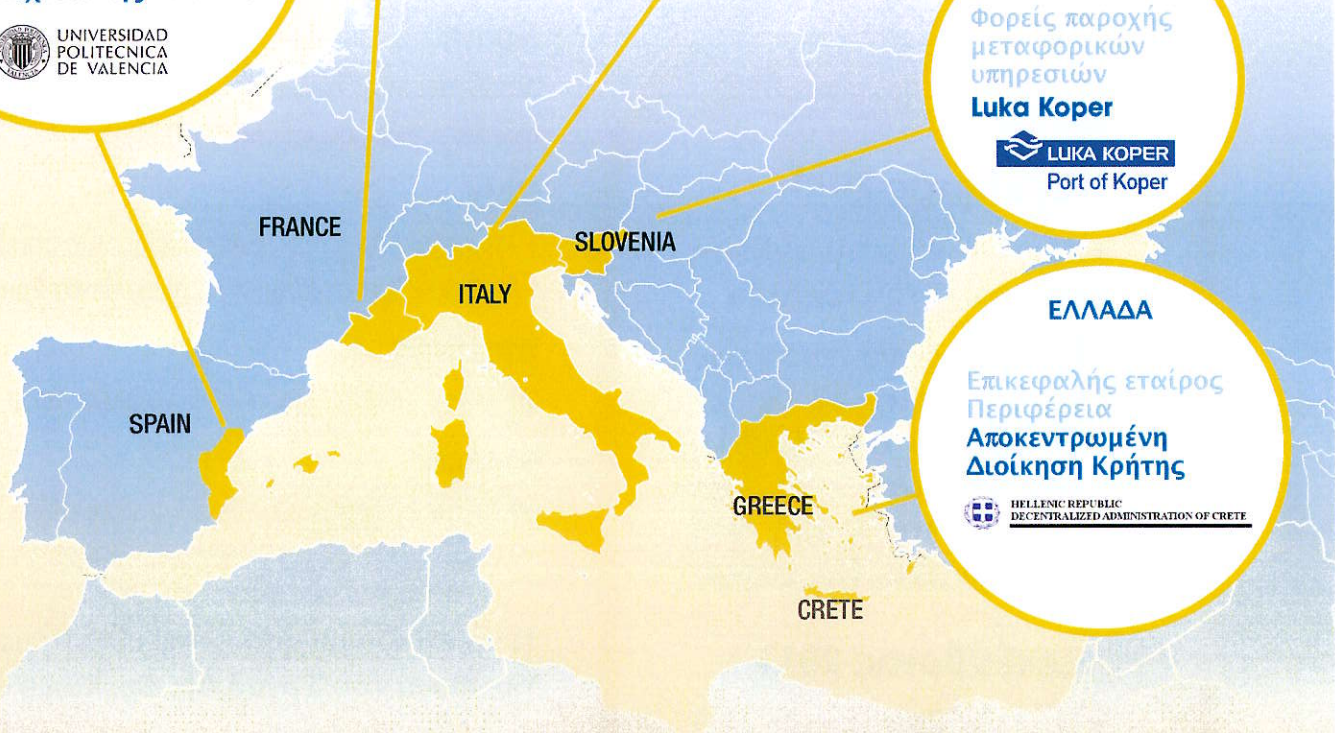 UNIVERSIDAD
POLITECNICA
DE VALENCIA
Φορείς παροχής
μεταφορικών
υπηρεσιών
Luka Koper
LUKA KOPER
Port of Koper
FRANCE
SLOVENIA
ITALY
SPAIN
GREECE
CRETE
ΕΛΛΑΔΑ
Επικεφαλής εταίρος
Περιφέρεια
Αποκεντρωμένη
Διοίκηση Κρήτης
HELLENIC REPUBLIC
DECENTRALIZED ADMINISTRATION OF CRETE